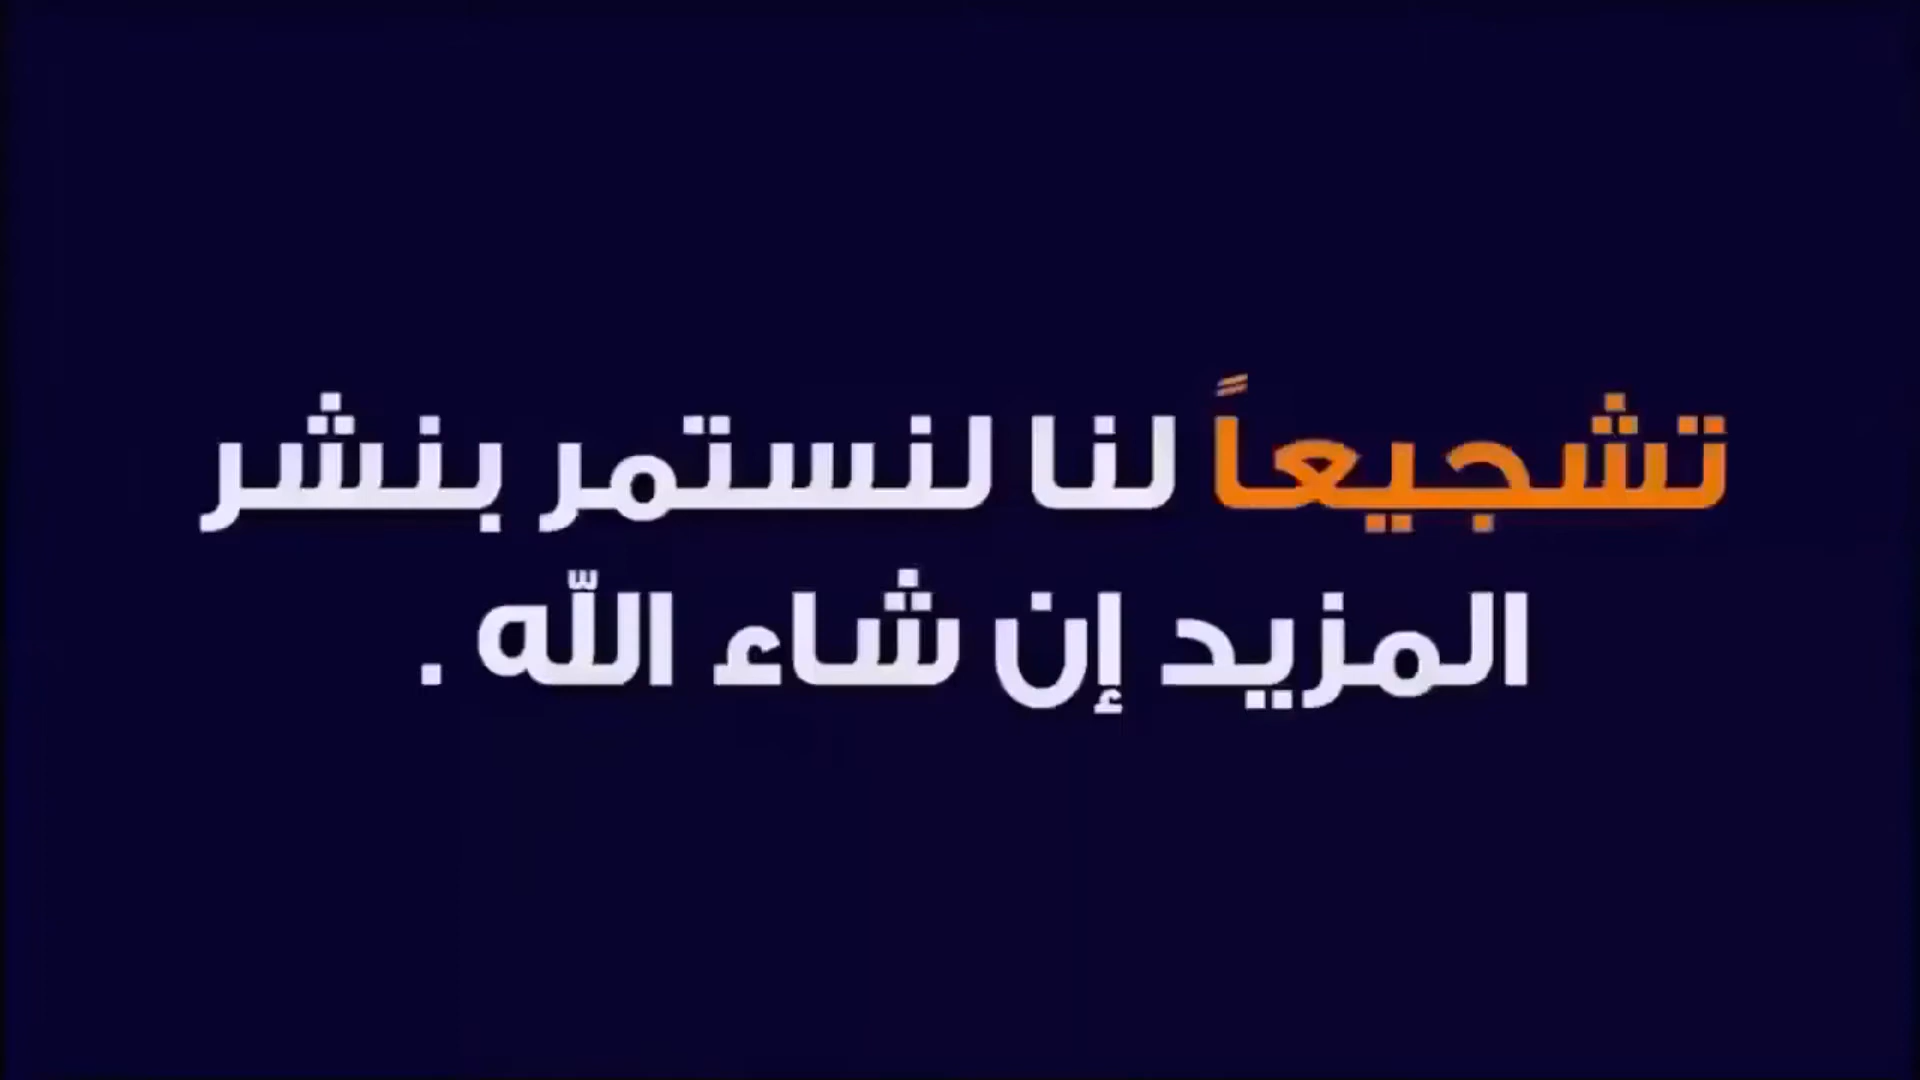 تشجيعاً لنا لنستمر بنشر
المزيد إن شاء اللّه .